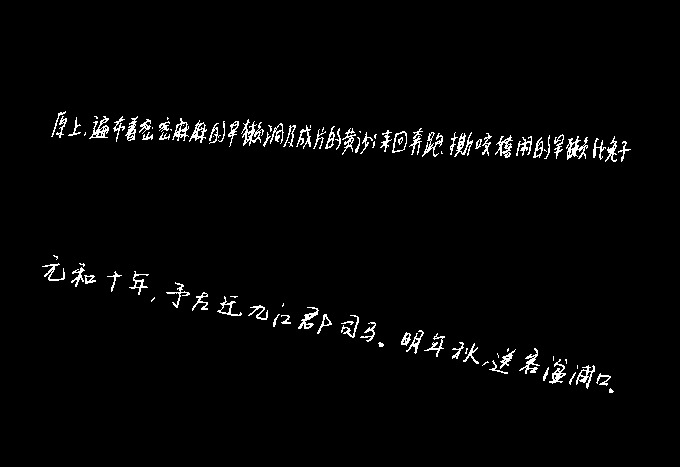 原上，遍布着密密麻麻的旱獭洞及成片的黄沙，来回奔跑、撕咬嬉闹的旱獭比兔子
元和十年，予左迁九江郡司马。明年秋，送客湓浦口。